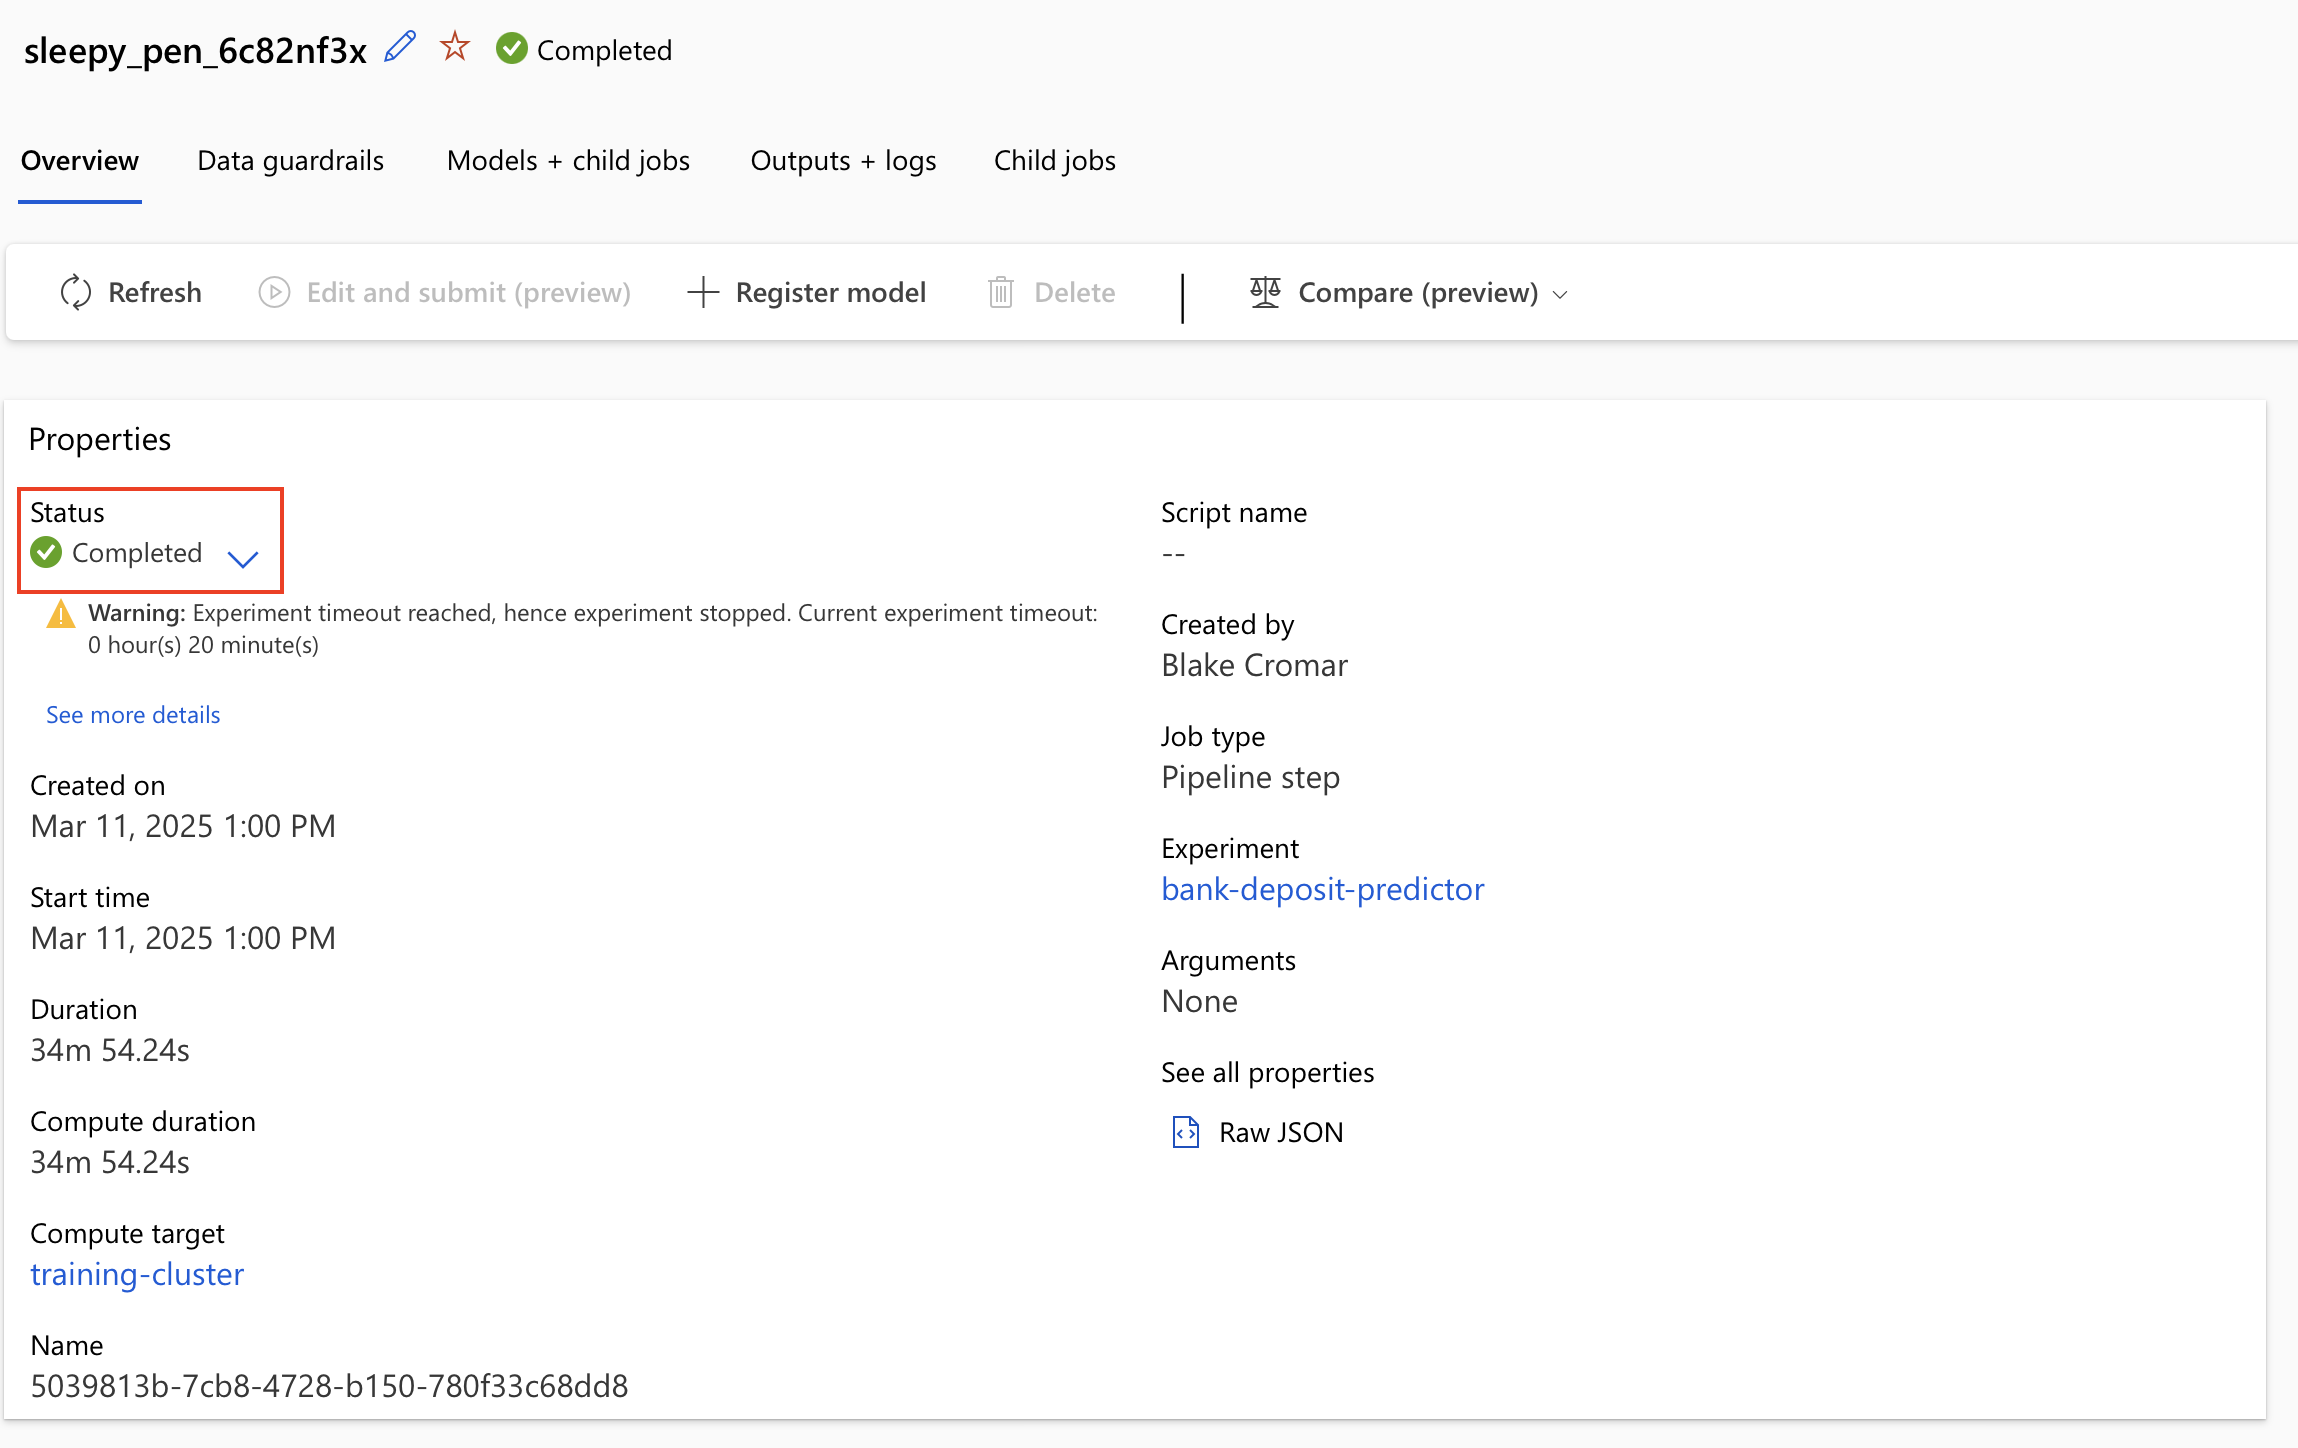 sleepy_pen_6c82nf3x Completed
Overview Data guardrails Models + child jobs Outputs + logs Child jobs
Refresh Edit and submit (preview) Register model Delete Compare (preview)
Properties
Status
Completed
Warning: Experiment timeout reached, hence experiment stopped. Current experiment timeout:
0 hour(s) 20 minute(s)
See more details
Created on
Mar 11, 2025 1:00 PM
Start time
Mar 11, 2025 1:00 PM
Duration
34m 54.24s
Compute duration
34m 54.24s
Compute target
training-cluster
Name
5039813b-7cb8-4728-b150-780f33c68dd8
Script name
--
Created by
Blake Cromar
Job type
Pipeline step
Experiment
bank-deposit-predictor
Arguments
None
See all properties
Raw JSON